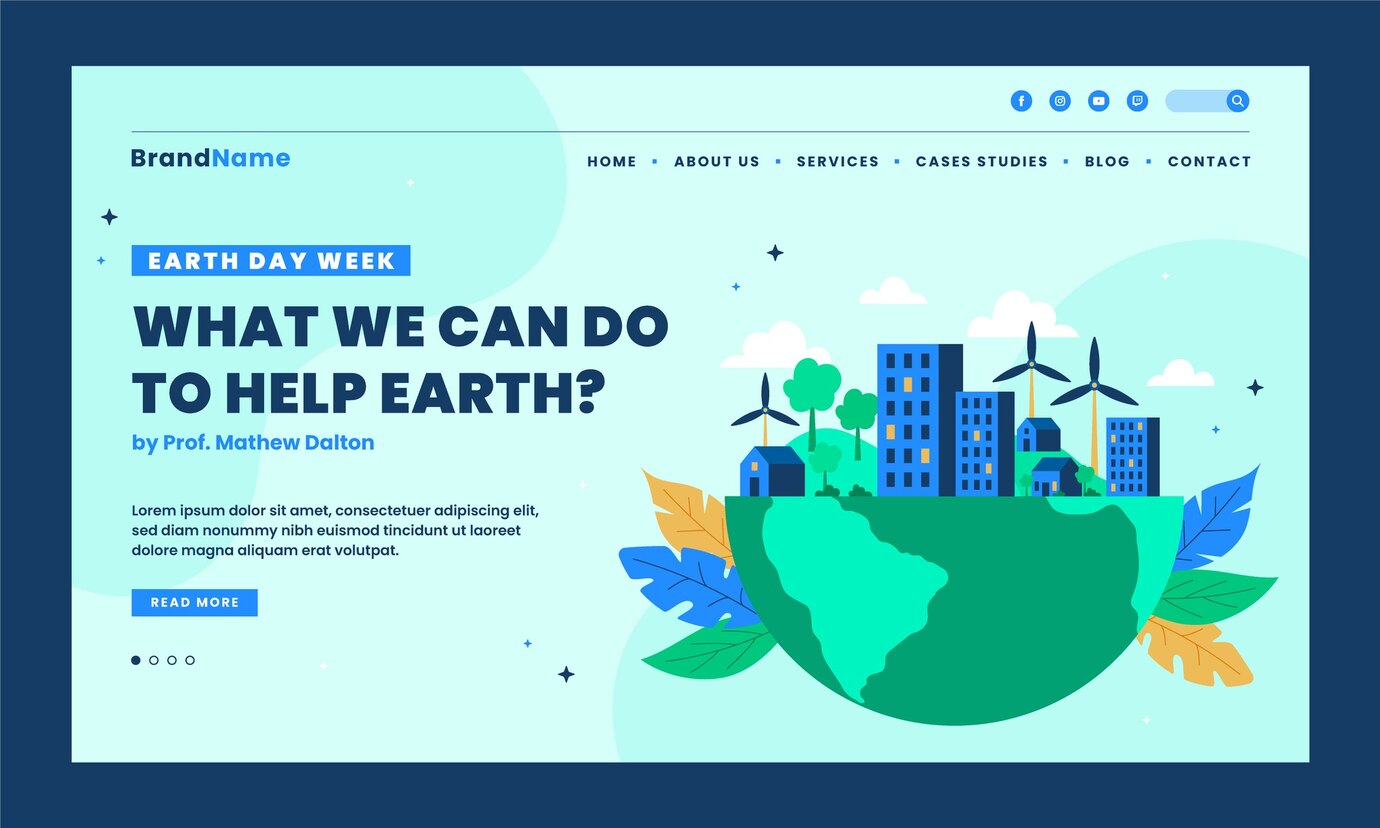 BrandName
HOME ▪ ABOUT US ▪ SERVICES ▪ CASES STUDIES ▪ BLOG ▪ CONTACT
EARTH DAY WEEK
WHAT WE CAN DO
TO HELP EARTH?
by Prof. Mathew Dalton
Lorem ipsum dolor sit amet, consectetuer adipiscing elit,
sed diam nonummy nibh euismod tincidunt ut laoreet
dolore magna aliquam erat volutpat.
READ MORE